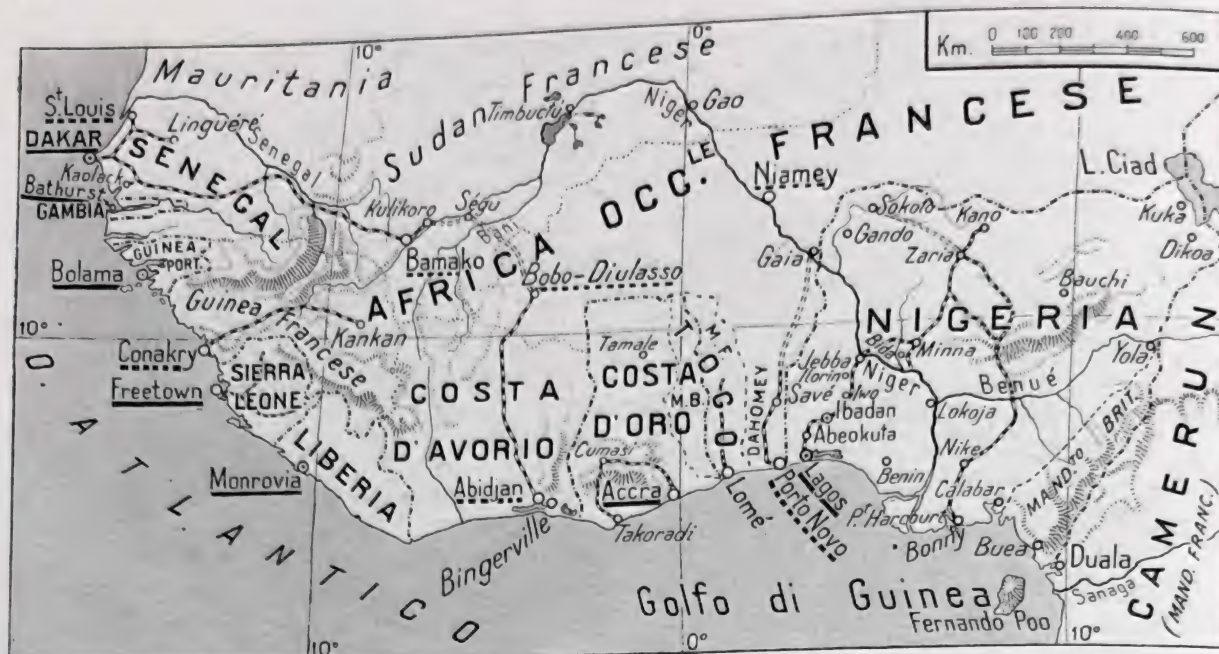 Km. 0 100 200 400 600
10°
0°
Mauritania
Sudan Francese
Timbuctu
Niger
Gao
AFRICA OCC.LE FRANCESE
St Louis
DAKAR
Linguère
Senegal
SENEGAL
Kaolack
Bathurst
GAMBIA
GUINEA PORT.
Bolama
Guinea Francese
Kulikoro
Ségu
Bani
Bamako
Bobo-Diulasso
Niamey
Gaia
Sokoto
Gando
Kano
Zaria
L. Ciad
Kuka
Dikoa
Bauchi
NIGERIA
10°
Kankan
Conakry
Freetown
SIERRA LEONE
LIBERIA
Monrovia
COSTA D'AVORIO
Abidjan
Bingerville
Tamale
COSTA D'ORO
Cumasi
Accra
Takoradi
TOGO
M.F.
M.B.
Lomé
DAHOMEY
Savé
Porto Novo
Jebba
Ilorin
Iwo
Ibadan
Abeokuta
Lagos
Bida
Minna
Niger
Benué
Yola
Lokoja
Nike
Benin
Calabar
Pt Harcourt
Bonny
Buea
Duala
Sanaga
MAND.TO BRIT.
CAMERUN
(MAND. FRANC.)
O. ATLANTICO
Golfo di Guinea
Fernando Poo
10°
0°
10°